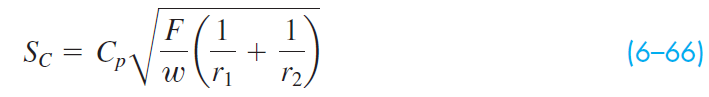 S_C = C_p √(F/w (1/r_1 + 1/r_2)) (6–66)